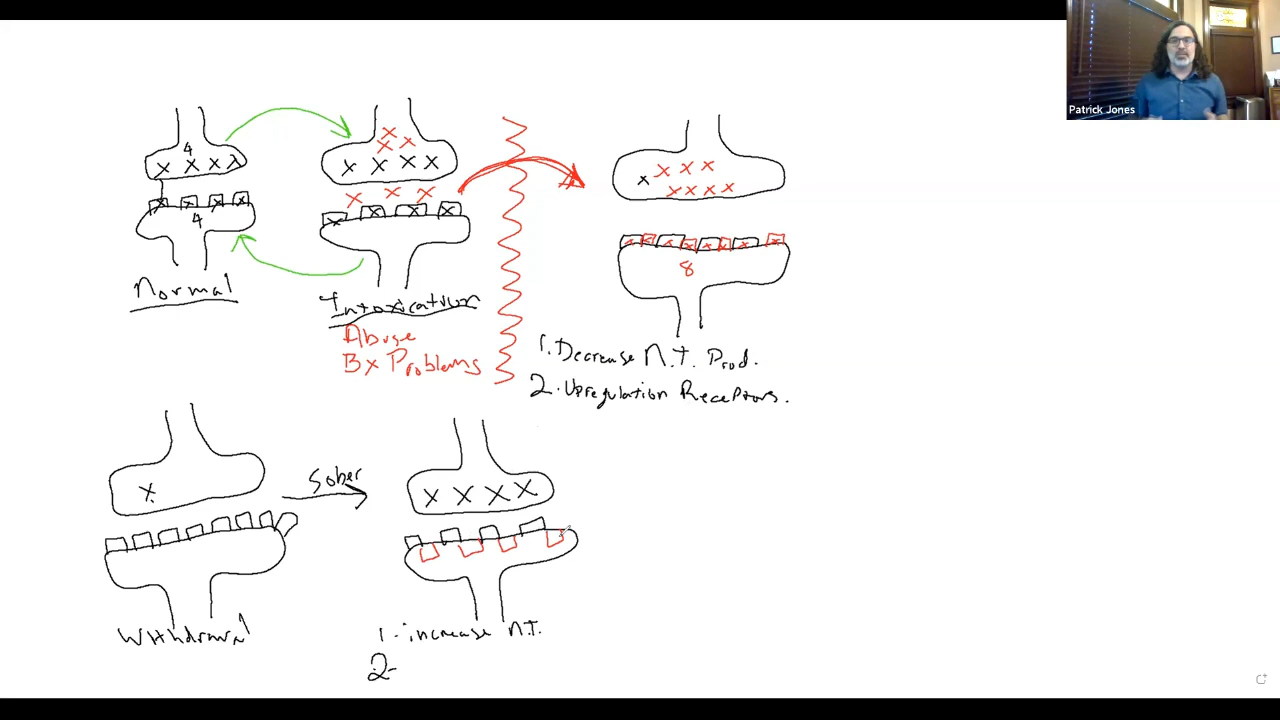 Patrick Jones
4
x x x x
x x x x
4
Normal
x
x x
x x x x
x x x
x x x x
Intoxication
Abuse
Bx Problems
x x x
x x x x x
x x x x x x x x
8
1. Decrease N.T. Prod.
2. Upregulation Receptors.
x
Withdrawal
Sober
x x x x
1. increase N.T.
2-